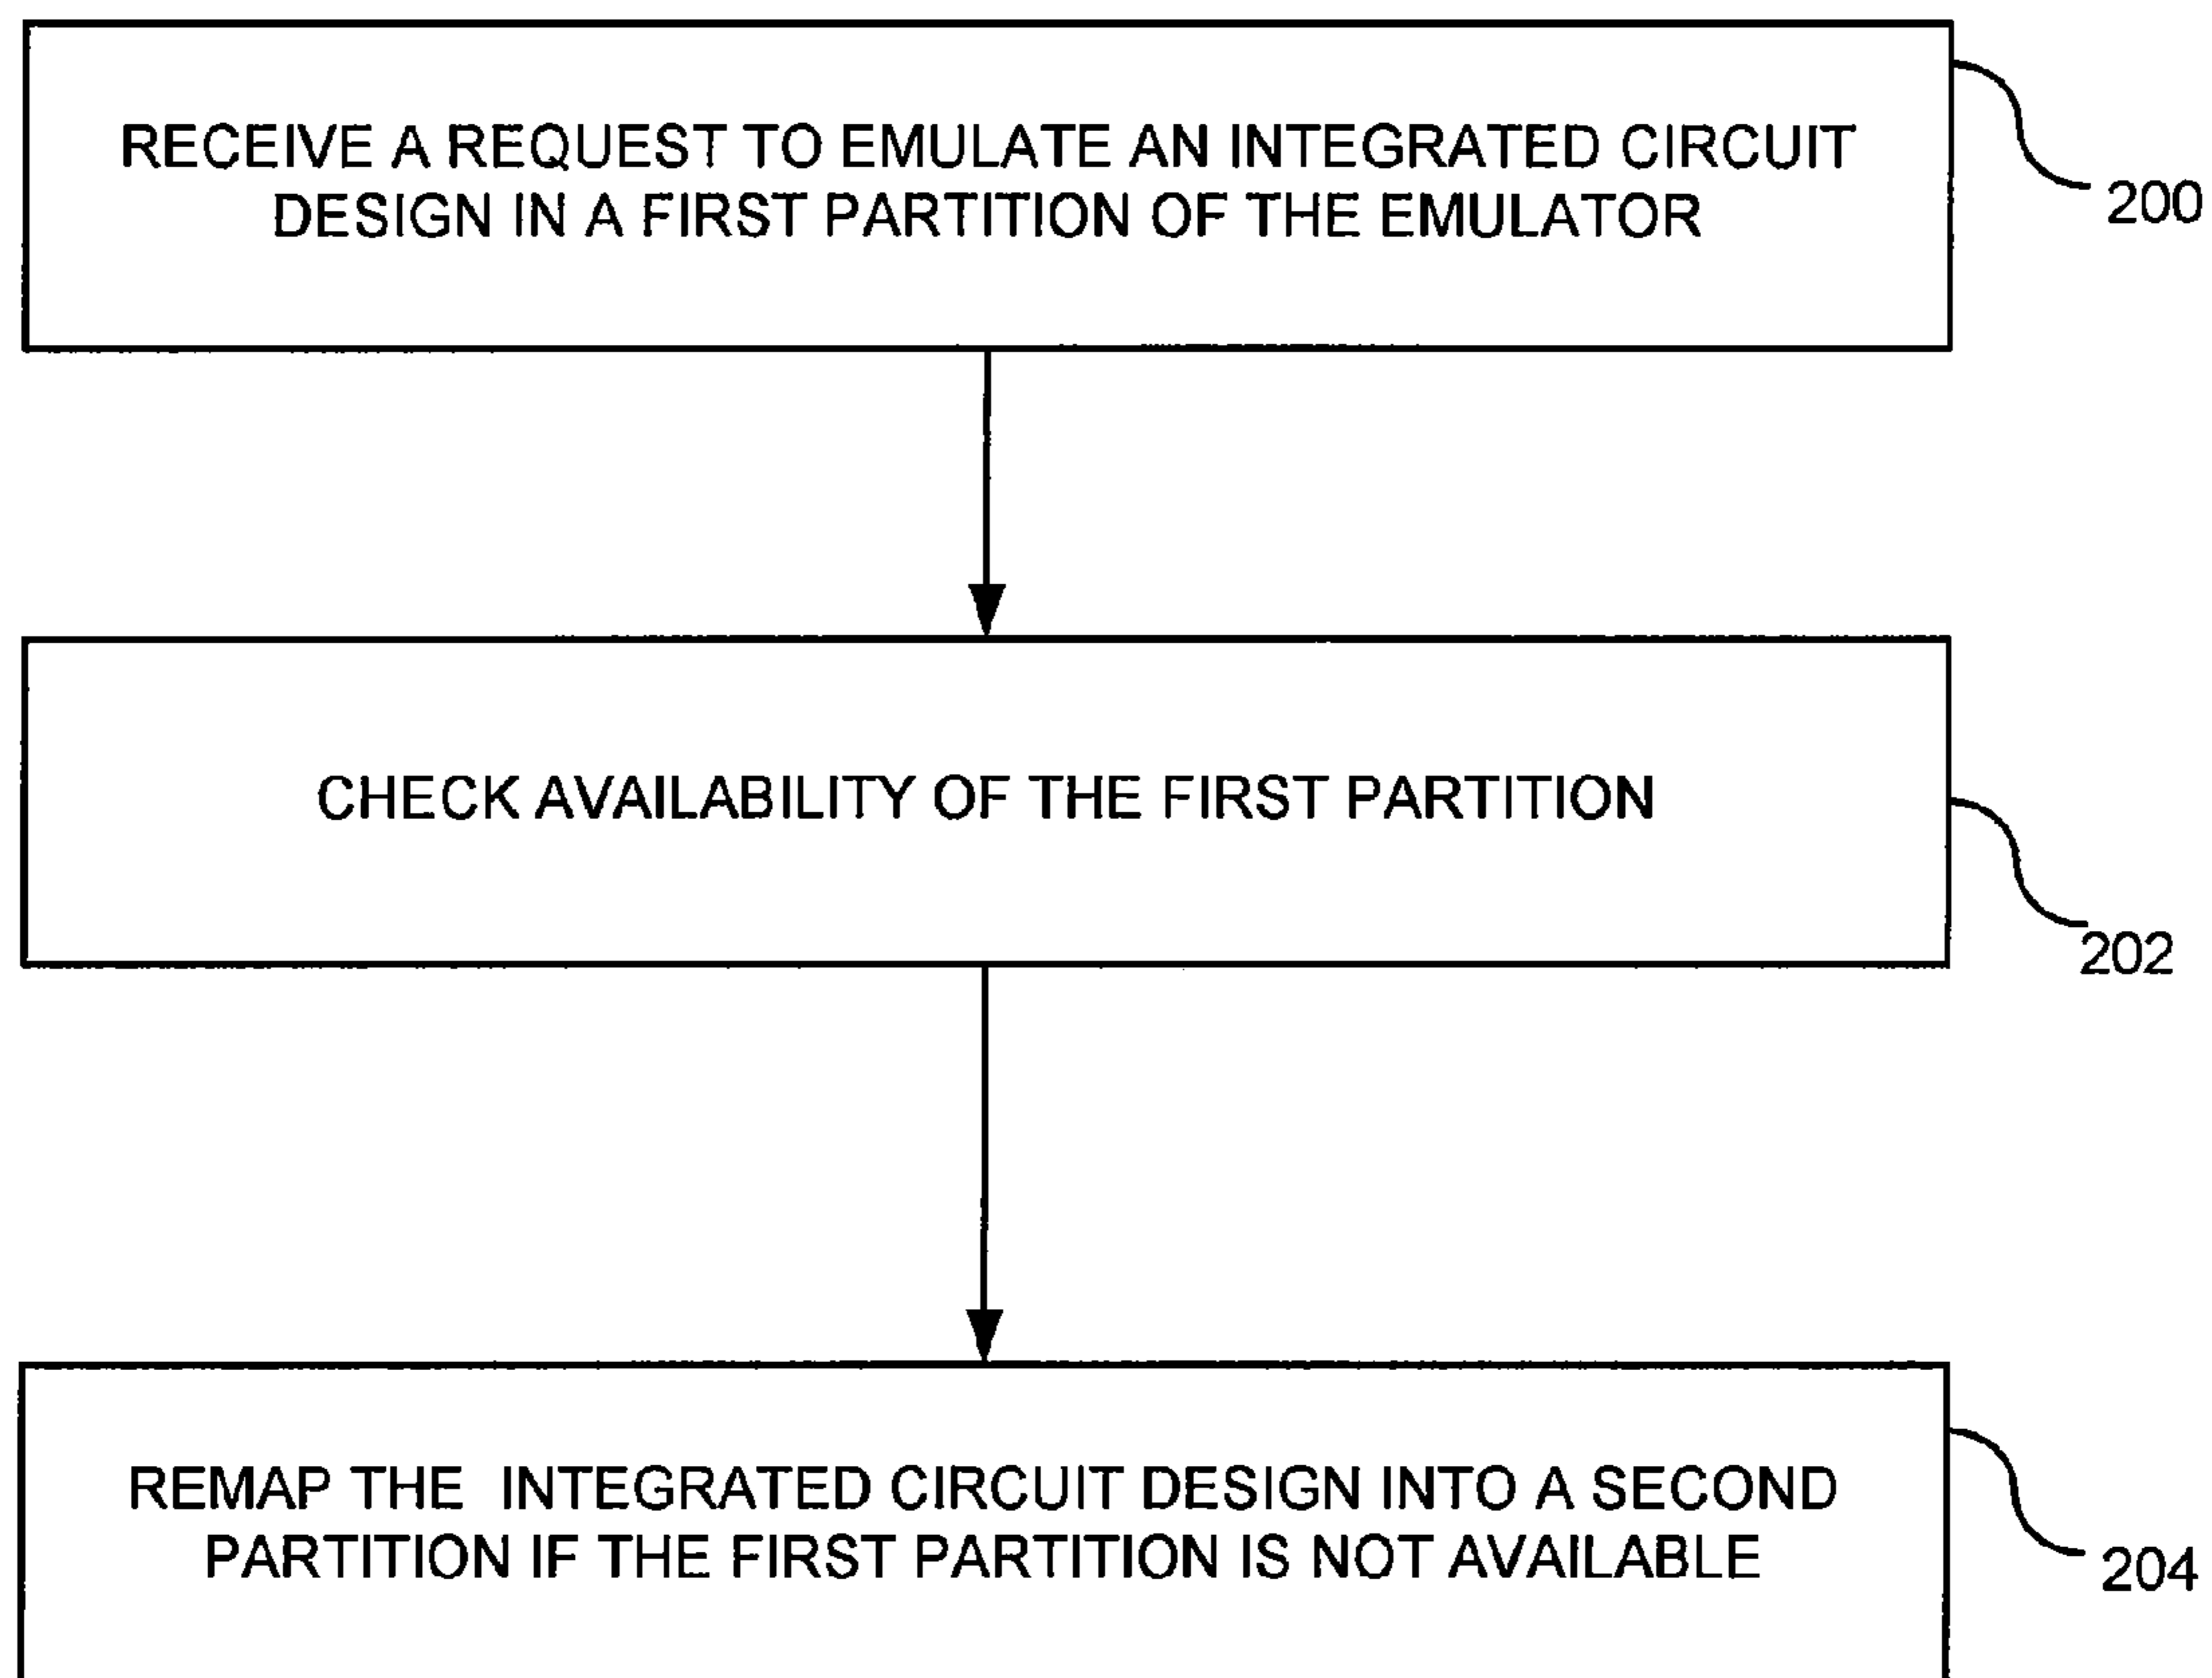 RECEIVE A REQUEST TO EMULATE AN INTEGRATED CIRCUIT
DESIGN IN A FIRST PARTITION OF THE EMULATOR
200
CHECK AVAILABILITY OF THE FIRST PARTITION
202
REMAP THE INTEGRATED CIRCUIT DESIGN INTO A SECOND
PARTITION IF THE FIRST PARTITION IS NOT AVAILABLE
204